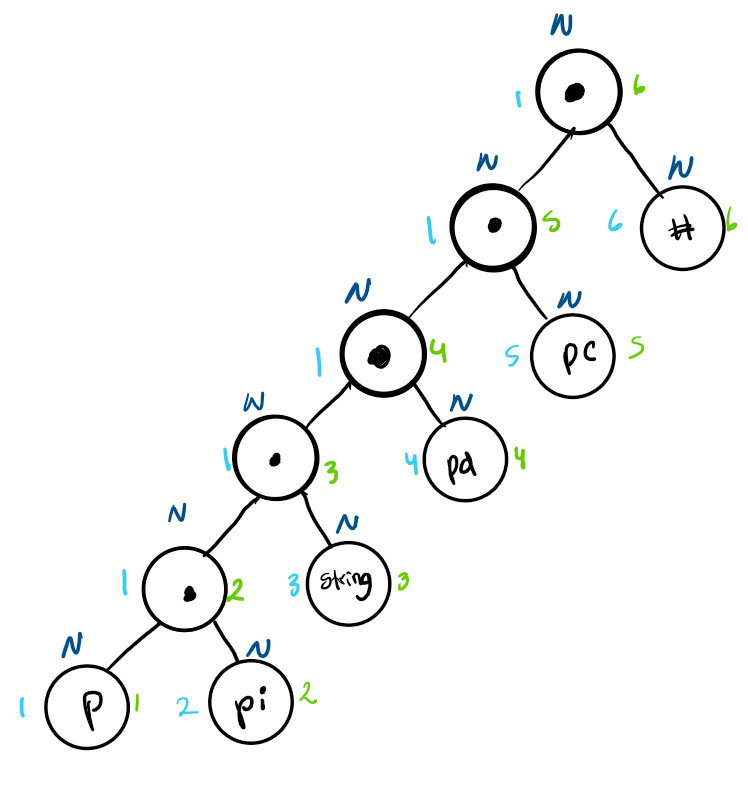 N
1 • 6
N N
1 • 5 6 # 6
N N
1 • 4 5 pc 5
N N
1 • 3 4 pd 4
N N
1 • 2 3 string 3
N N
1 p 1 2 pi 2